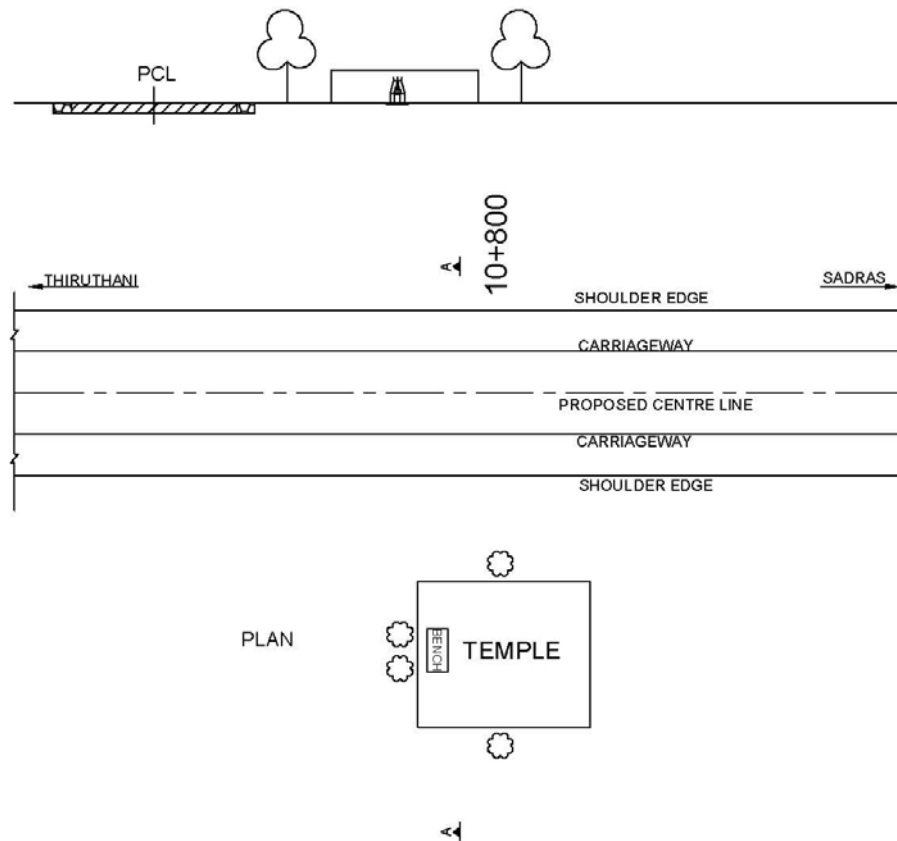 PCL
10+800
A
THIRUTHANI
SADRAS
SHOULDER EDGE
CARRIAGEWAY
PROPOSED CENTRE LINE
CARRIAGEWAY
SHOULDER EDGE
PLAN
BENCH
TEMPLE
A